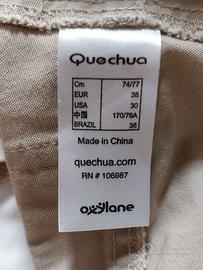 Quechua
Cm 74/77
EUR 36
USA 30
中国 170/76A
BRAZIL 36
Made in China
quechua.com
RN # 106987
oxylane